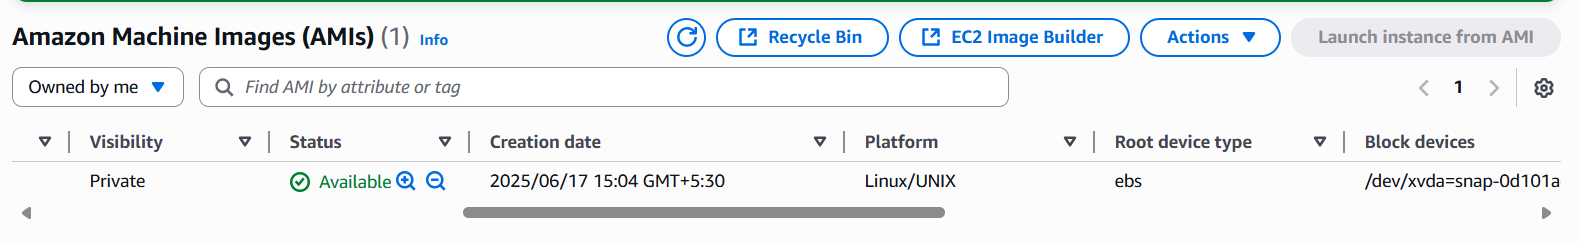 Amazon Machine Images (AMIs) (1) Info Recycle Bin EC2 Image Builder Actions Launch instance from AMI
Owned by me Find AMI by attribute or tag 1
Visibility Status Creation date Platform Root device type Block devices
Private Available 2025/06/17 15:04 GMT+5:30 Linux/UNIX ebs /dev/xvda=snap-0d101a